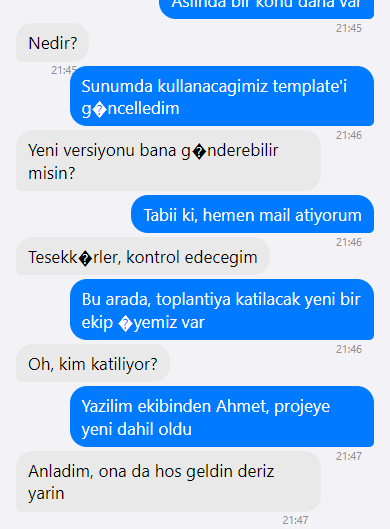 Aslinda bir konu daha var
21:45
Nedir?
21:45
Sunumda kullanacagimiz template'i
g�ncelledim
21:46
Yeni versiyonu bana g�nderebilir
misin?
Tabii ki, hemen mail atiyorum
21:46
Tesekk�rler, kontrol edecegim
Bu arada, toplantiya katilacak yeni bir
ekip �yemiz var
21:46
Oh, kim katiliyor?
Yazilim ekibinden Ahmet, projeye
yeni dahil oldu
21:47
Anladim, ona da hos geldin deriz
yarin
21:47